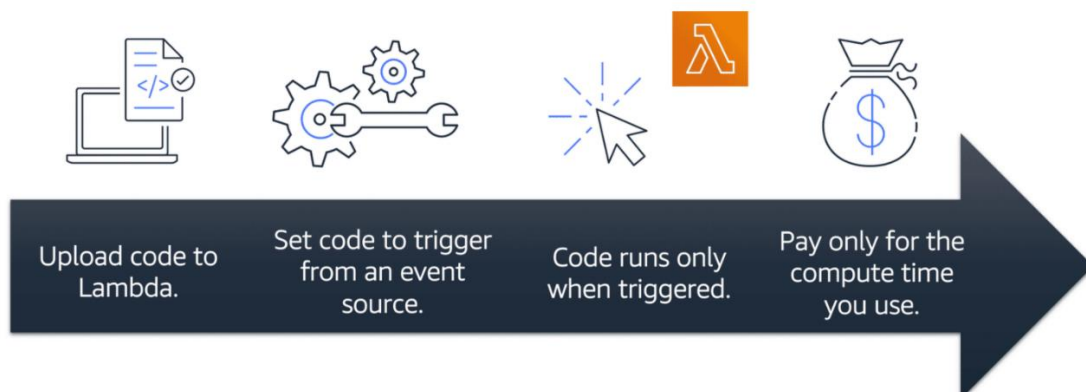 </>
$
Upload code to
Lambda.
Set code to trigger
from an event
source.
Code runs only
when triggered.
Pay only for the
compute time
you use.